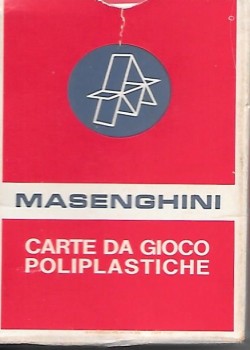 MASENGHINI
CARTE DA GIOCO
POLIPLASTICHE